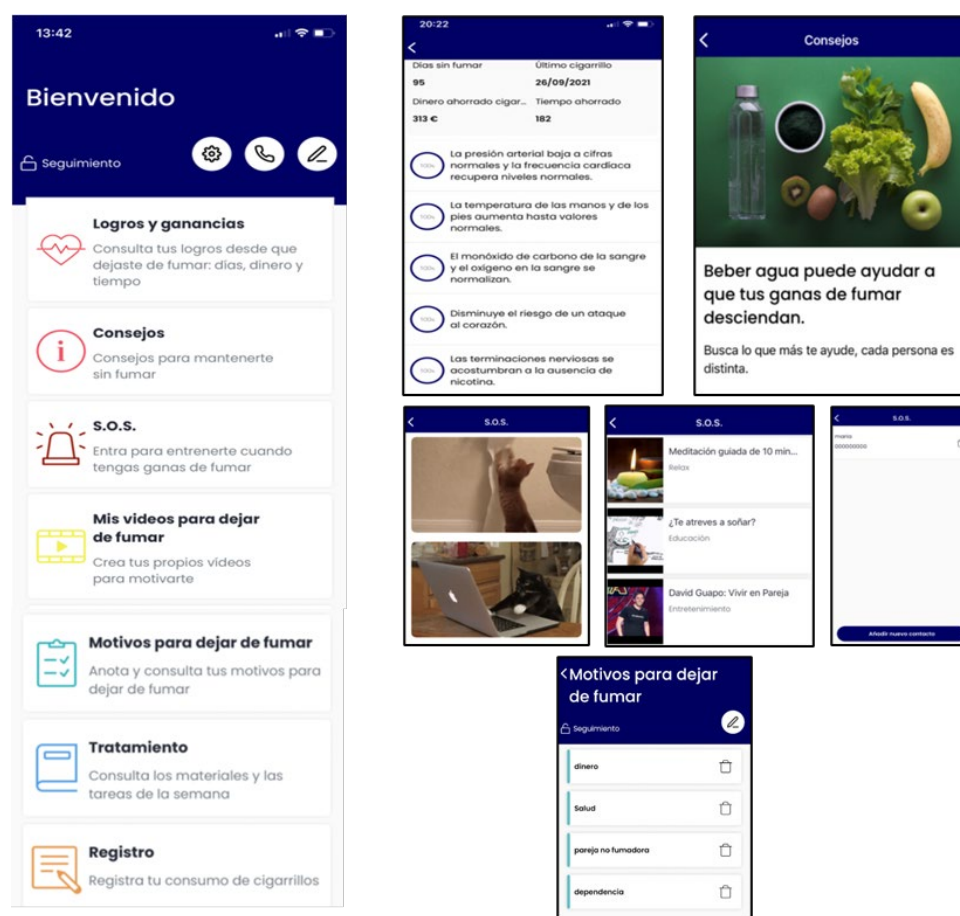 13:42
Bienvenido
Seguimiento
Logros y ganancias
Consulta tus logros desde que
dejaste de fumar: días, dinero y
tiempo
Consejos
Consejos para mantenerte
sin fumar
S.O.S.
Entra para entrenerte cuando
tengas ganas de fumar
Mis videos para dejar
de fumar
Crea tus propios vídeos
para motivarte
Motivos para dejar de fumar
Anota y consulta tus motivos para
dejar de fumar
Tratamiento
Consulta los materiales y las
tareas de la semana
Registro
Registra tu consumo de cigarrillos
20:22
Días sin fumar Último cigarrillo
95 26/09/2021
Dinero ahorrado cigar... Tiempo ahorrado
313 € 182
La presión arterial baja a cifras
normales y la frecuencia cardíaca
recupera niveles normales.
La temperatura de las manos y de los
pies aumenta hasta valores
normales.
El monóxido de carbono de la sangre
y el oxígeno en la sangre se
normalizan.
Disminuye el riesgo de un ataque
al corazón.
Las terminaciones nerviosas se
acostumbran a la ausencia de
nicotina.
Consejos
Beber agua puede ayudar a
que tus ganas de fumar
desciendan.
Busca lo que más te ayude, cada persona es
distinta.
S.O.S.
S.O.S.
Meditación guiada de 10 min...
Relax
¿Te atreves a soñar?
Educación
David Guapo: Vivir en Pareja
Entretenimiento
S.O.S.
maria
Añadir nuevo contacto
Motivos para dejar
de fumar
Seguimiento
dinero
Salud
pareja no fumadora
dependencia